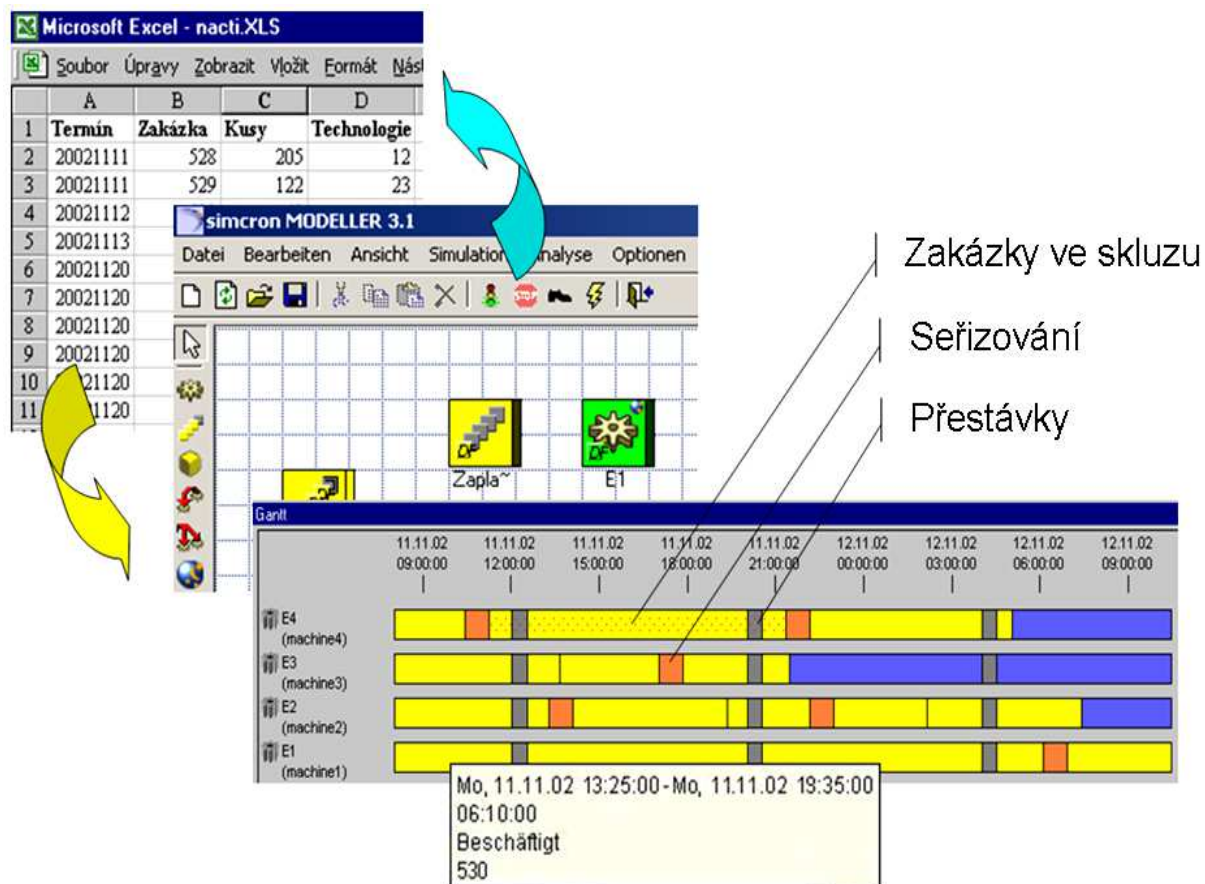 Microsoft Excel - nacti.XLS
Soubor Úpravy Zobrazit Vložit Formát
A B C D
1 Termín Zakázka Kusy Technologie
2 20021111 528 205 12
3 20021111 529 122 23
4 20021112
5 20021113
6 20021120
7 20021120
8 20021120
9 20021120
10 20021120
11 1120
simcron MODELLER 3.1
Datei Bearbeiten Ansicht Simulation Analyse Optionen
Zapla~ E1
Zakázky ve skluzu
Seřizování
Přestávky
Gantt
11.11.02 11.11.02 11.11.02 11.11.02 11.11.02 12.11.02 12.11.02 12.11.02 12.11.02
09:00:00 12:00:00 15:00:00 18:00:00 21:00:00 00:00:00 03:00:00 06:00:00 09:00:00
E4
(machine4)
E3
(machine3)
E2
(machine2)
E1
(machine1)
Mo, 11.11.02 13:25:00 - Mo, 11.11.02 19:35:00
06:10:00
Beschäftigt
530